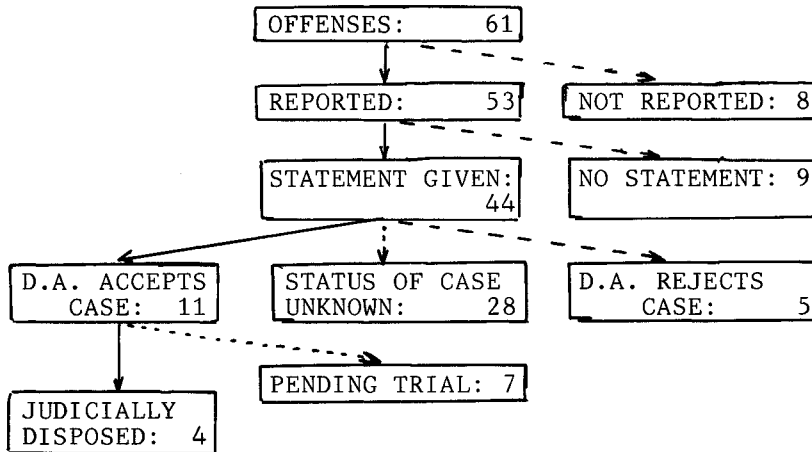 OFFENSES: 61
REPORTED: 53
NOT REPORTED: 8
STATEMENT GIVEN:
44
NO STATEMENT: 9
D.A. ACCEPTS
CASE: 11
STATUS OF CASE
UNKNOWN: 28
D.A. REJECTS
CASE: 5
PENDING TRIAL: 7
JUDICIALLY
DISPOSED: 4